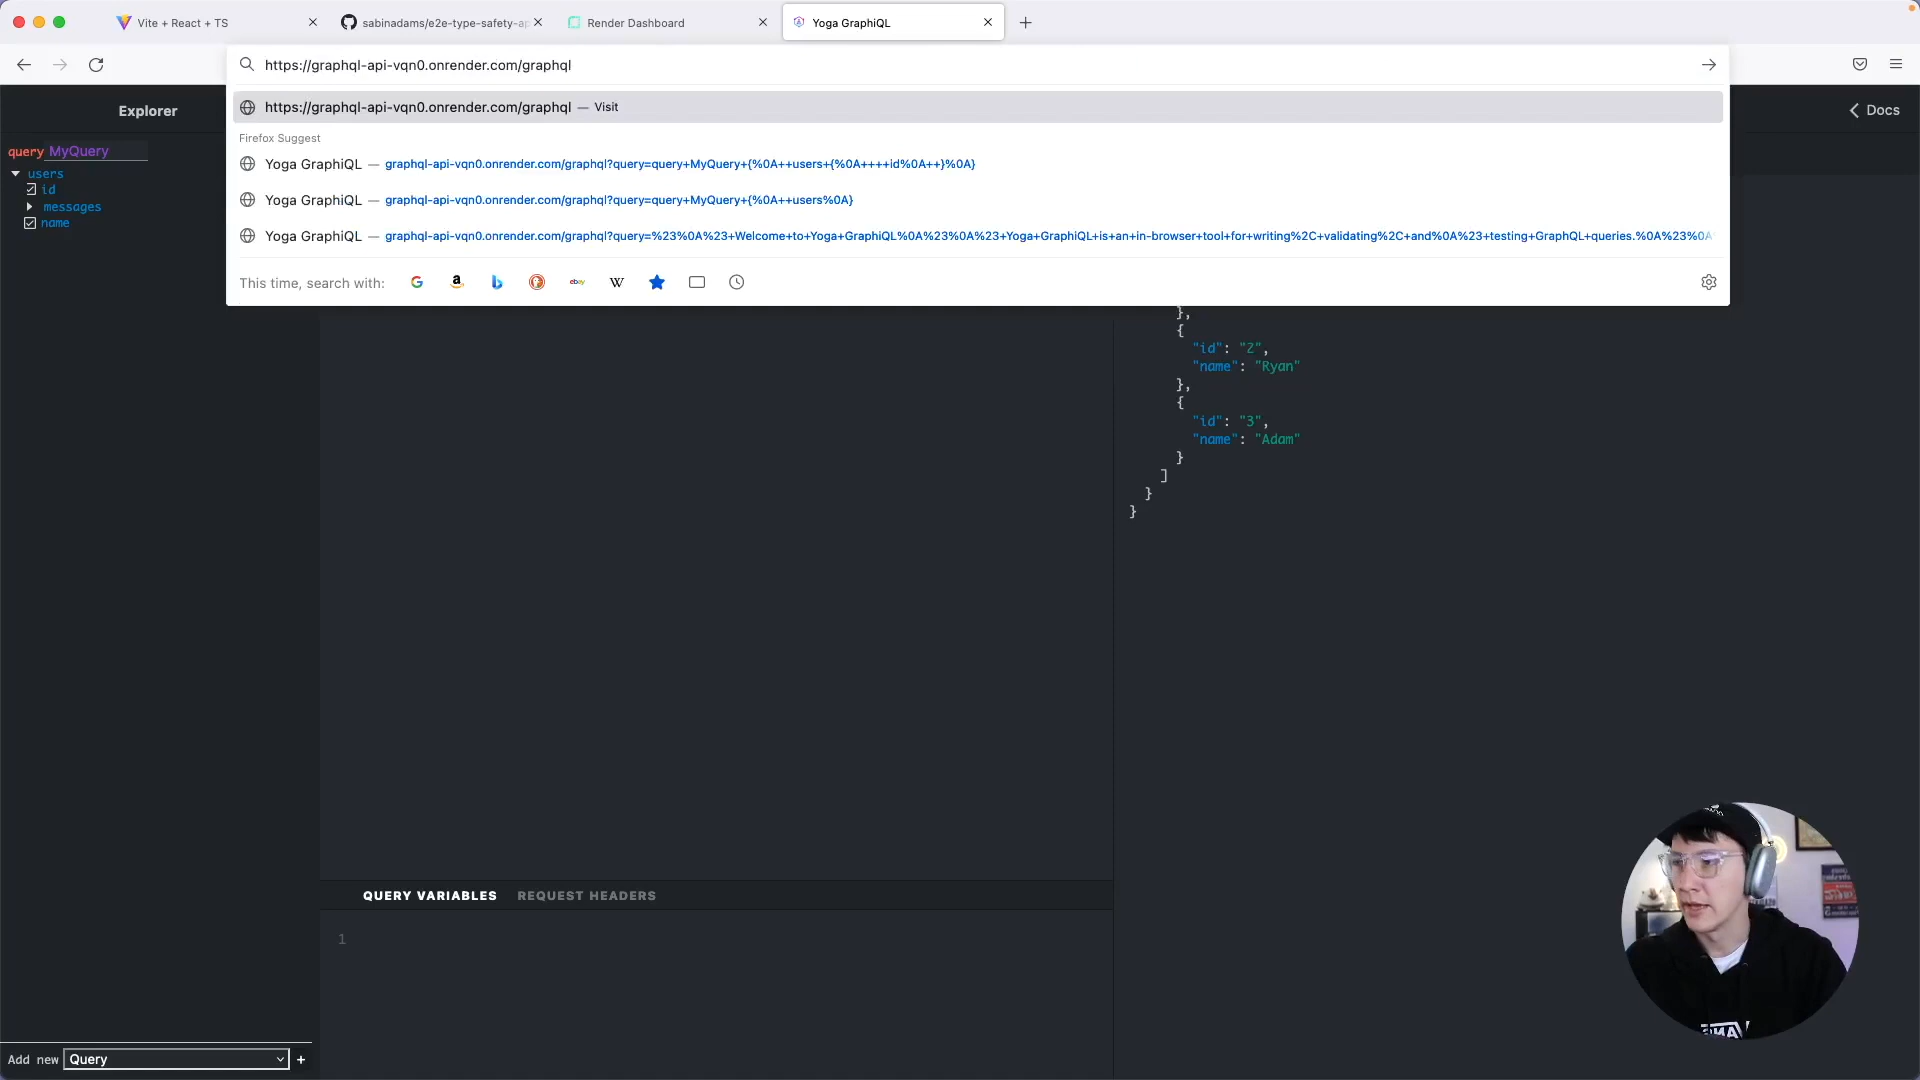 Vite + React + TS
sabinadams/e2e-type-safety-ap
Render Dashboard
Yoga GraphiQL
https://graphql-api-vqn0.onrender.com/graphql
https://graphql-api-vqn0.onrender.com/graphql — Visit
Firefox Suggest
Yoga GraphiQL — graphql-api-vqn0.onrender.com/graphql?query=query+MyQuery+{%0A++users+{%0A++++id%0A++}%0A}
Yoga GraphiQL — graphql-api-vqn0.onrender.com/graphql?query=query+MyQuery+{%0A++users%0A}
Yoga GraphiQL — graphql-api-vqn0.onrender.com/graphql?query=%23%0A%23+Welcome+to+Yoga+GraphiQL%0A%23%0A%23+Yoga+GraphiQL+is+an+in-browser+tool+for+writing%2C+validating%2C+and%0A%23+testing+GraphQL+queries.%0A%23%0A
This time, search with:
Explorer
Docs
query MyQuery
users
id
messages
name
},
{
"id": "2",
"name": "Ryan"
},
{
"id": "3",
"name": "Adam"
}
]
}
}
QUERY VARIABLES REQUEST HEADERS
1
Add new Query +